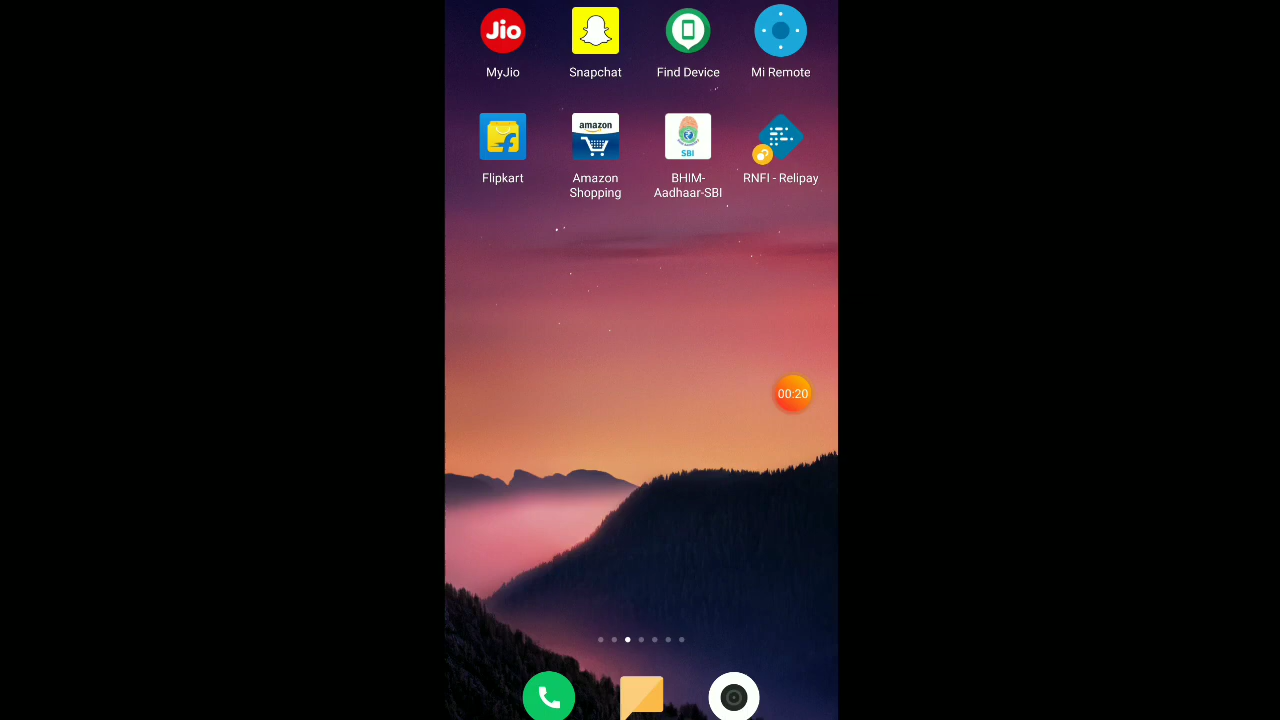 Jio
MyJio
Snapchat
Find Device
Mi Remote
amazon
SBI
Flipkart
Amazon
Shopping
BHIM-
Aadhaar-SBI
RNFI - Relipay
00:20